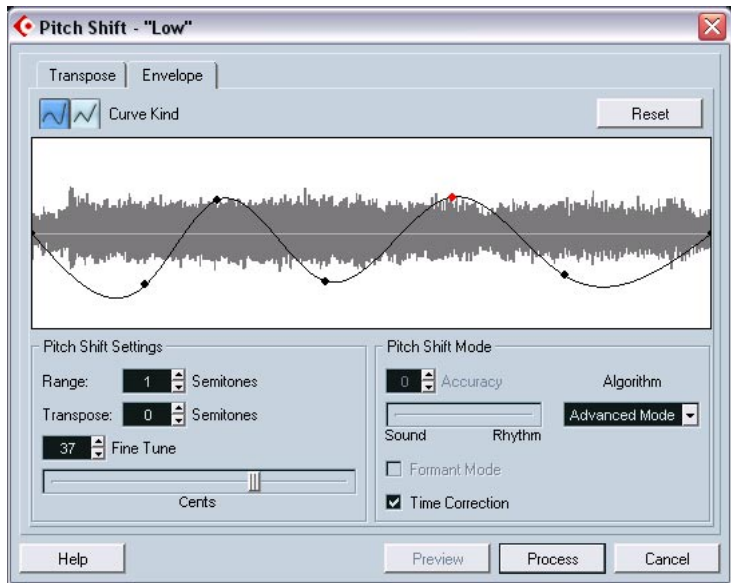 Pitch Shift - "Low"
Transpose Envelope
Curve Kind Reset
Pitch Shift Settings
Range: 1 Semitones
Transpose: 0 Semitones
37 Fine Tune
Cents
Pitch Shift Mode
0 Accuracy Algorithm
Advanced Mode
Sound Rhythm
Formant Mode
Time Correction
Help Preview Process Cancel